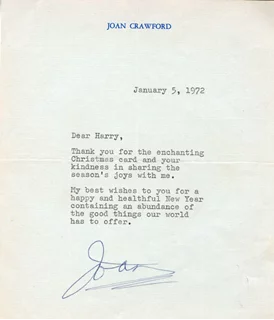 JOAN CRAWFORD
January 5, 1972
Dear Harry,
Thank you for the enchanting
Christmas card and your
kindness in sharing the
season's joys with me.
My best wishes to you for a
happy and healthful New Year
containing an abundance of
the good things our world
has to offer.
Joan